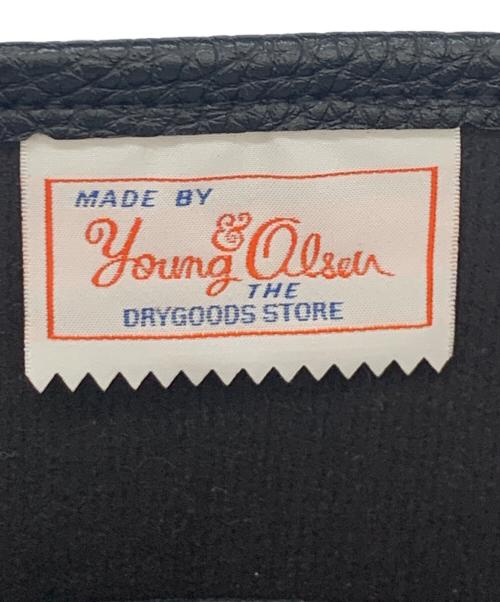 MADE BY
Young & Olsen
THE
DRYGOODS STORE